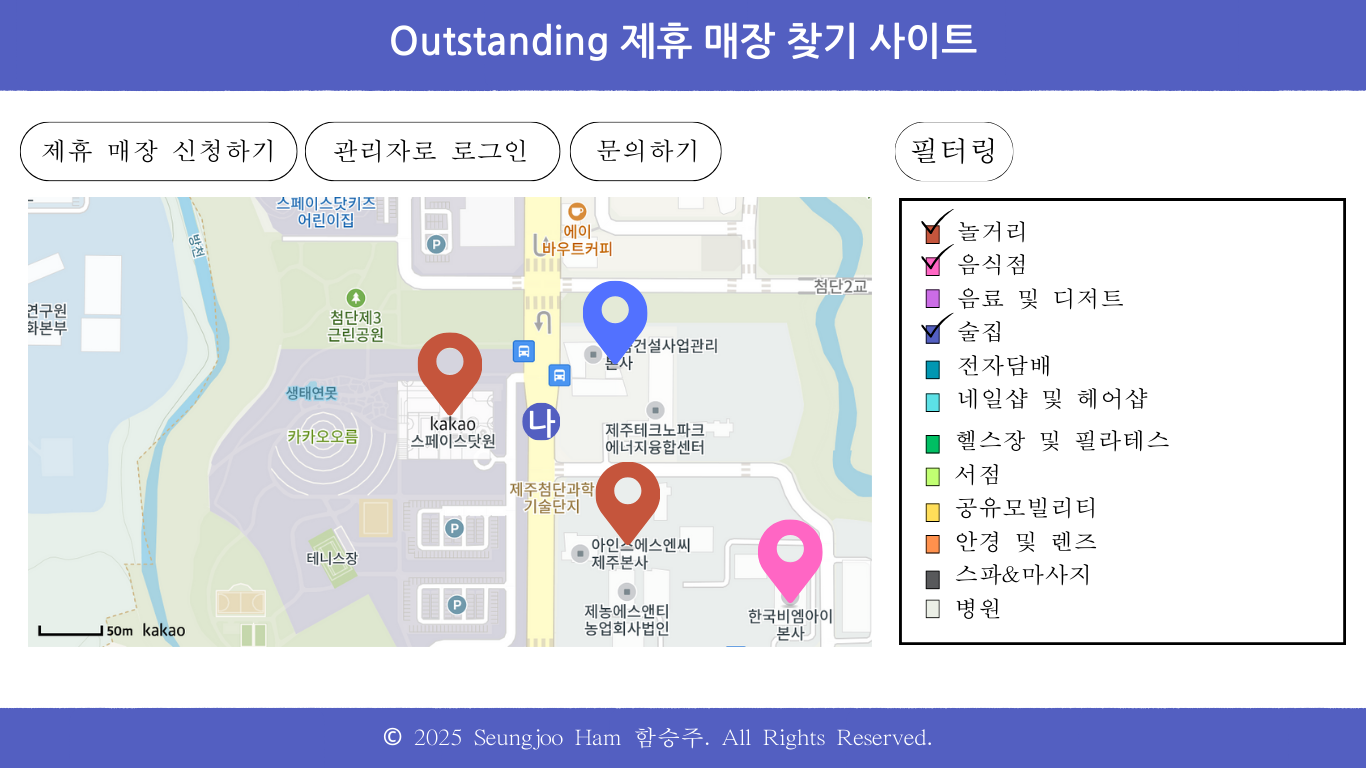 Outstanding 제휴 매장 찾기 사이트
제휴 매장 신청하기
관리자로 로그인
문의하기
필터링
스페이스닷키즈
어린이집
방천
P
에이
바우트커피
첨단2교
연구원
화본부
첨단제3
근린공원
건설사업관리
본사
생태연못
kakao
스페이스닷원
나
카카오오름
제주테크노파크
에너지융합센터
제주첨단과학
기술단지
P
아인스에스엔씨
제주본사
테니스장
P
제농에스앤티
농업회사법인
한국비엠아이
본사
50m kakao
놀거리
음식점
음료 및 디저트
술집
전자담배
네일샵 및 헤어샵
헬스장 및 필라테스
서점
공유모빌리티
안경 및 렌즈
스파&마사지
병원
© 2025 Seungjoo Ham 함승주. All Rights Reserved.